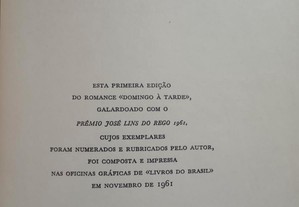 ESTA PRIMEIRA EDIÇÃO
DO ROMANCE «DOMINGO À TARDE»,
GALARDOADO COM O
PRÊMIO JOSÉ LINS DO REGO 1961,
CUJOS EXEMPLARES
FORAM NUMERADOS E RUBRICADOS PELO AUTOR,
FOI COMPOSTA E IMPRESSA
NAS OFICINAS GRÁFICAS DE «LIVROS DO BRASIL»
EM NOVEMBRO DE 1961